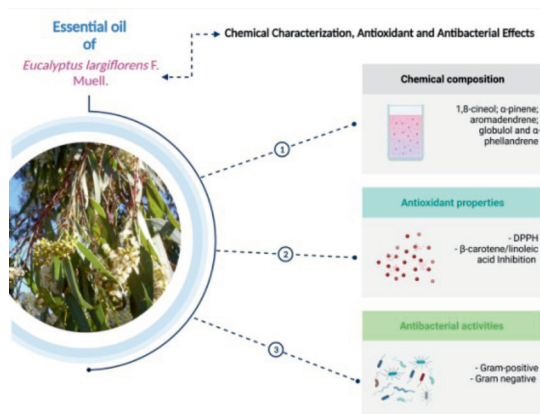 Essential oil
of
Eucalyptus largiflorens F.
Muell.
Chemical Characterization, Antioxidant and Antibacterial Effects
Chemical composition
1,8-cineol; α-pinene;
aromadendrene;
globulol and α-
phellandrene
1
Antioxidant properties
- DPPH
- β-carotene/linoleic
acid Inhibition
2
Antibacterial activities
- Gram-positive
- Gram negative
3